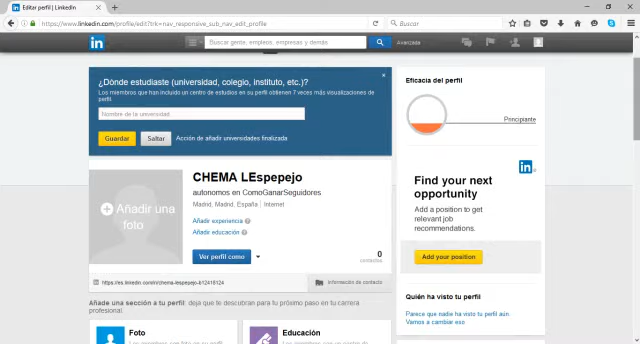 Editar perfil | LinkedIn
https://www.linkedin.com/profile/edit?trk=nav_responsive_sub_nav_edit_profile
Buscar
in
Buscar gente, empleos, empresas y demás
Avanzada
¿Dónde estudiaste (universidad, colegio, instituto, etc.)?
Los miembros que han incluido un centro de estudios en su perfil obtienen 7 veces más visualizaciones de
perfil
Nombre de la universidad
Guardar
Saltar
Acción de añadir universidades finalizada
Añadir una
foto
CHEMA LEspepejo
autonomos en ComoGanarSeguidores
Madrid, Madrid, España | Internet
Añadir experiencia
Añadir educación
Ver perfil como
0
contactos
https://es.linkedin.com/in/chema-lespepejo-b12418124
Información de contacto
Añade una sección a tu perfil: deja que te descubran para tu próximo paso en tu carrera
profesional
Foto
Educación
Eficacia del perfil
Principiante
in
Find your next
opportunity
Add a position to get
relevant job
recommendations.
Add your position
Quién ha visto tu perfil
Parece que nadie ha visto tu perfil aún.
Vamos a cambiar eso